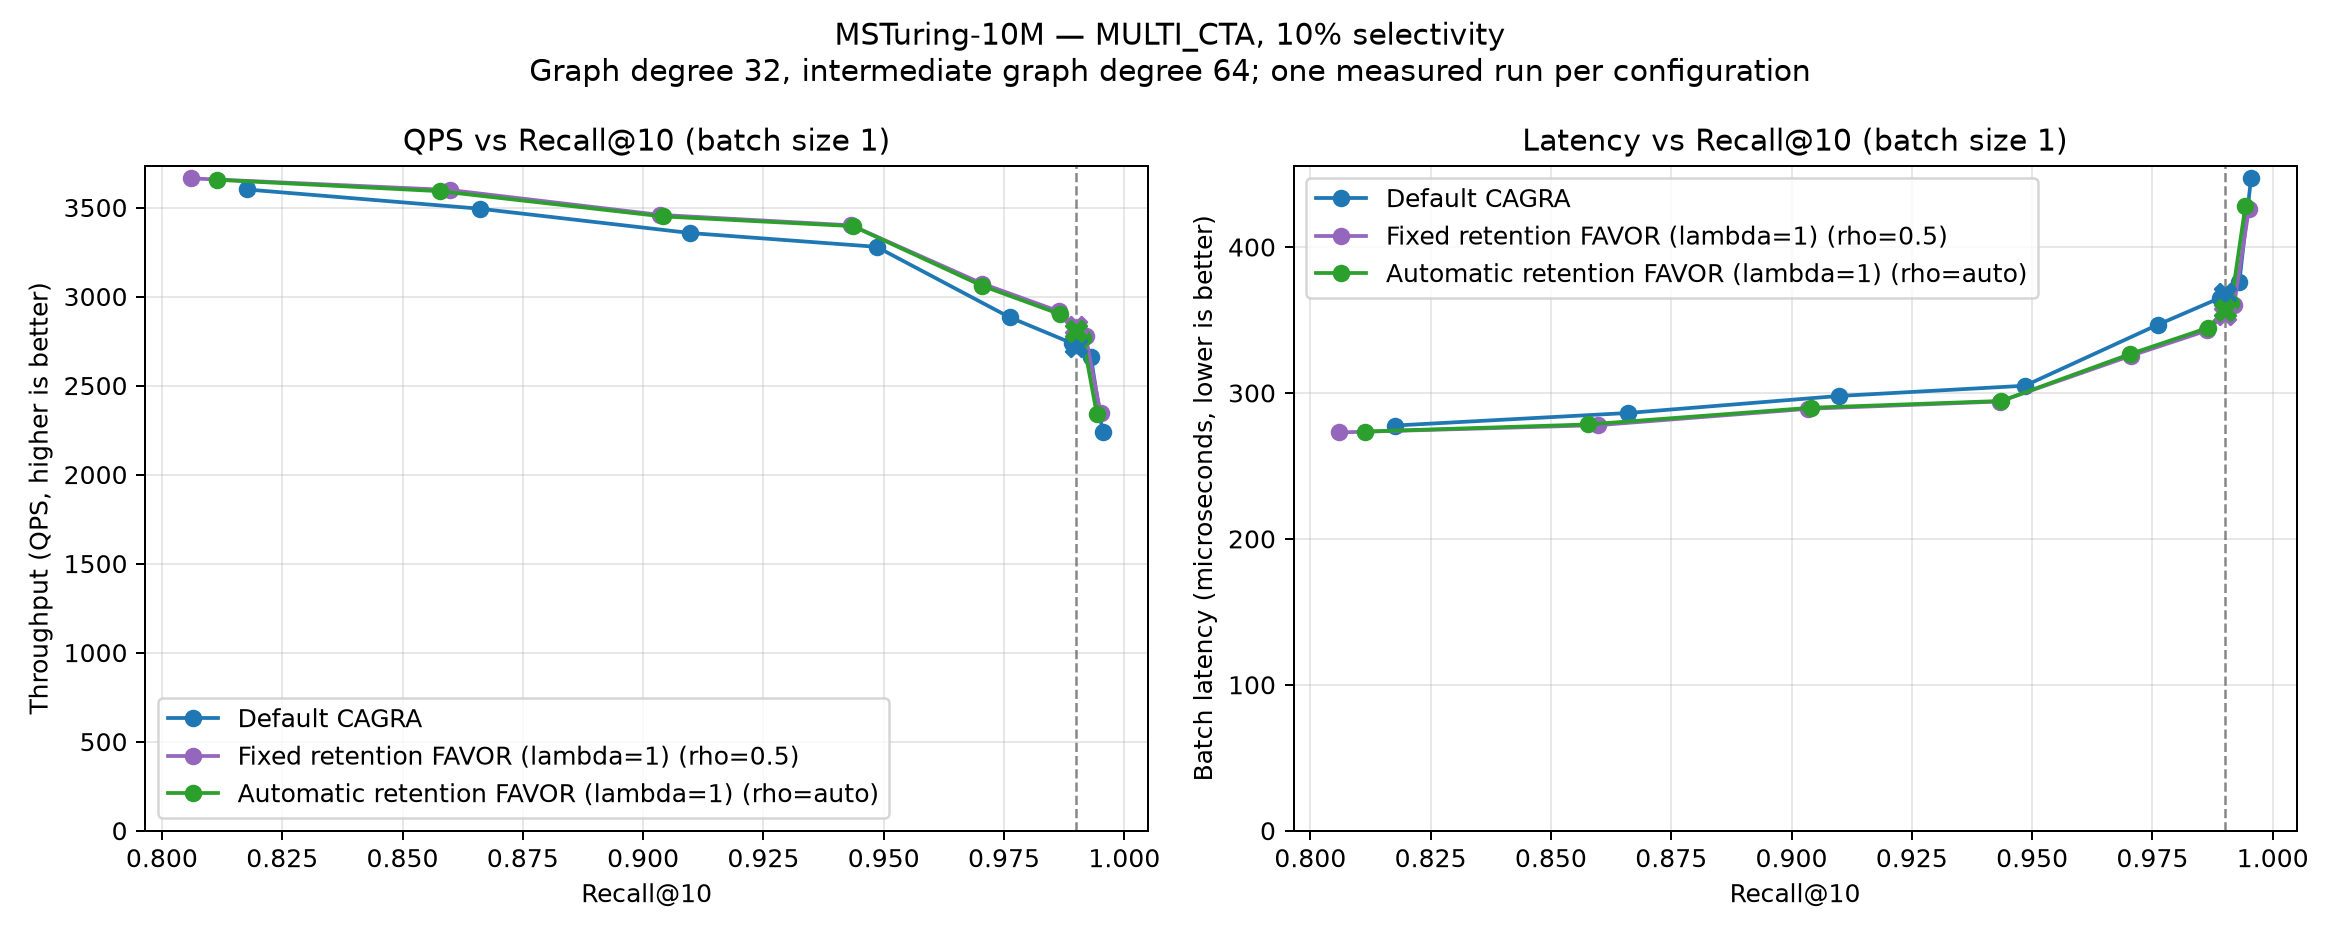 MSTuring-10M — MULTI_CTA, 10% selectivity
Graph degree 32, intermediate graph degree 64; one measured run per configuration
QPS vs Recall@10 (batch size 1)
Throughput (QPS, higher is better)
3500
3000
2500
2000
1500
1000
500
0
Default CAGRA
Fixed retention FAVOR (lambda=1) (rho=0.5)
Automatic retention FAVOR (lambda=1) (rho=auto)
0.800 0.825 0.850 0.875 0.900 0.925 0.950 0.975 1.000
Recall@10
Latency vs Recall@10 (batch size 1)
Batch latency (microseconds, lower is better)
Default CAGRA
Fixed retention FAVOR (lambda=1) (rho=0.5)
Automatic retention FAVOR (lambda=1) (rho=auto)
400
300
200
100
0
0.800 0.825 0.850 0.875 0.900 0.925 0.950 0.975 1.000
Recall@10